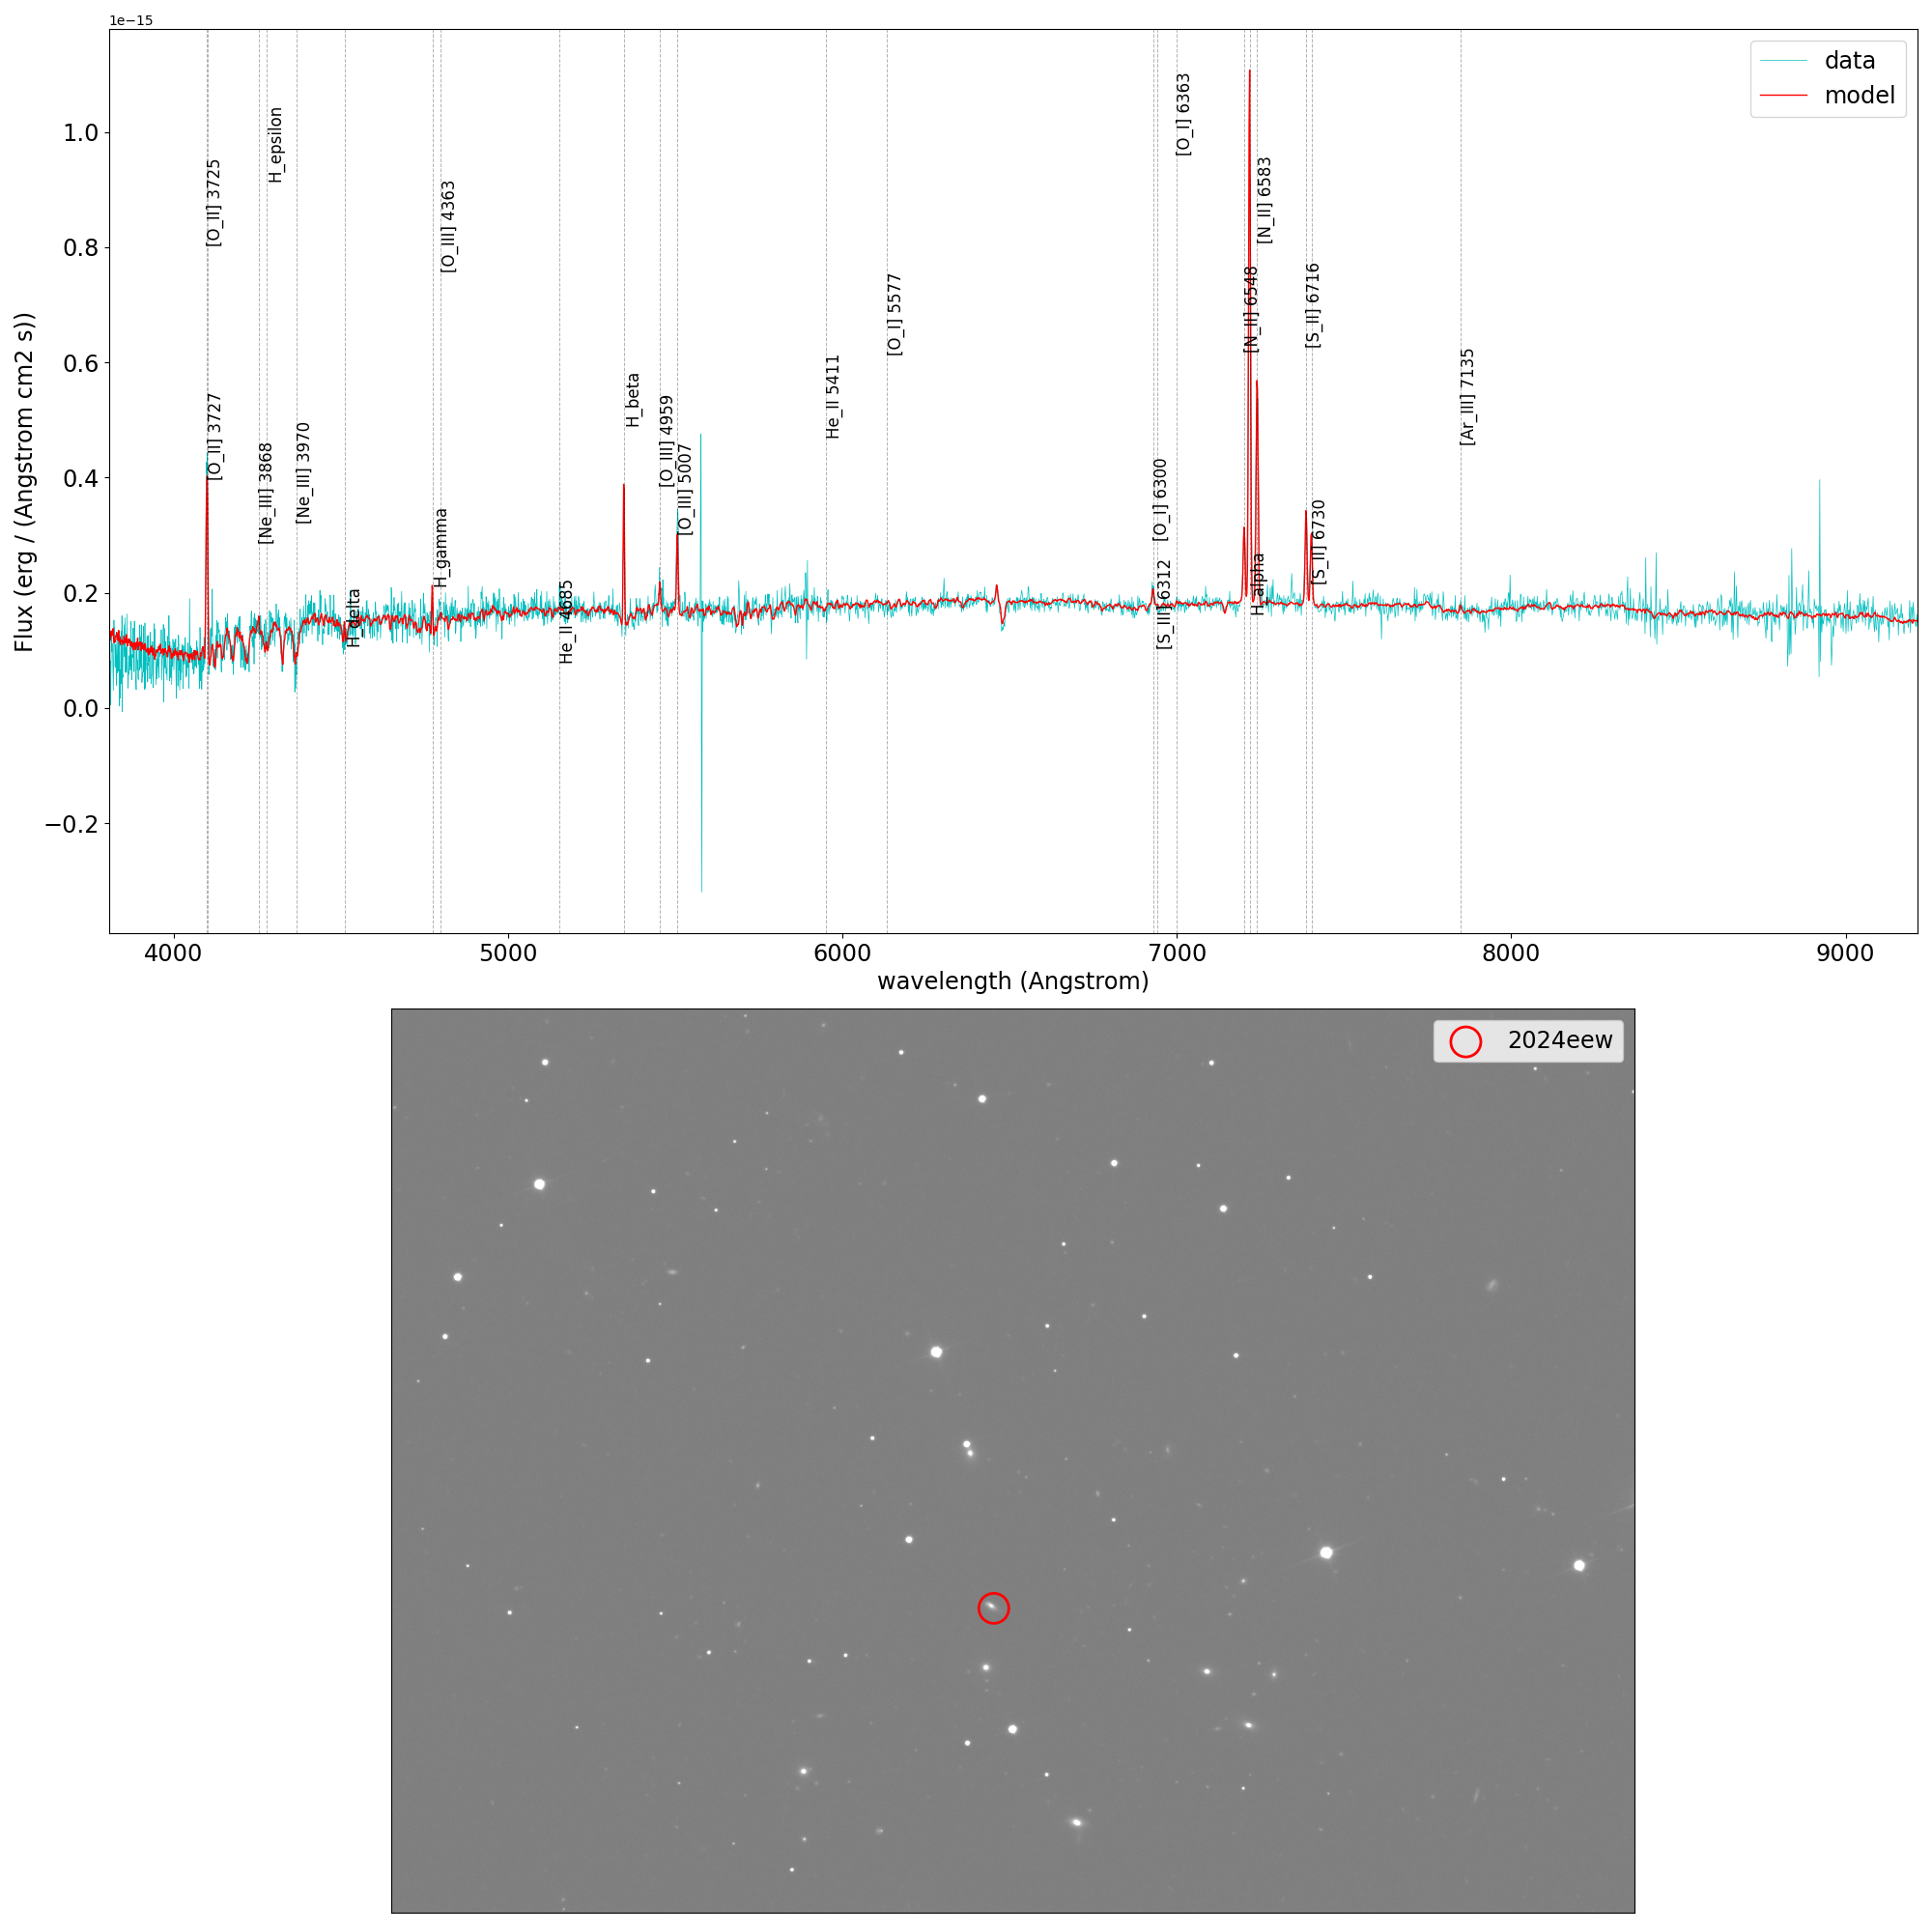 1e−15
data
model
[O_I] 6363
H_epsilon
[O_II] 3725
[N_II] 6583
[O_III] 4363
[N_II] 6548
[S_II] 6716
[O_I] 5577
[Ar_III] 7135
He_II 5411
H_beta
[O_II] 3727
[O_III] 4959
[Ne_III] 3970
[Ne_III] 3868
[O_III] 5007
[O_I] 6300
[S_II] 6730
H_gamma
H_alpha
[S_III] 6312
H_delta
He_II 4685
1.0
0.8
0.6
0.4
0.2
0.0
−0.2
Flux (erg / (Angstrom cm2 s))
4000 5000 6000 7000 8000 9000
wavelength (Angstrom)
2024eew